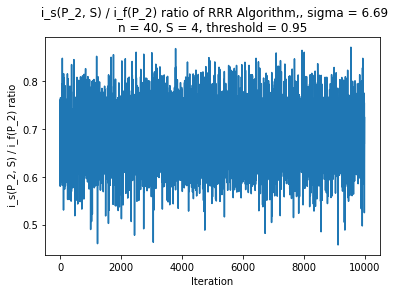 i_s(P_2, S) / i_f(P_2) ratio of RRR Algorithm,, sigma = 6.69
n = 40, S = 4, threshold = 0.95
i_s(P_2, S) / i_f(P_2) ratio
0.8
0.7
0.6
0.5
0 2000 4000 6000 8000 10000
Iteration